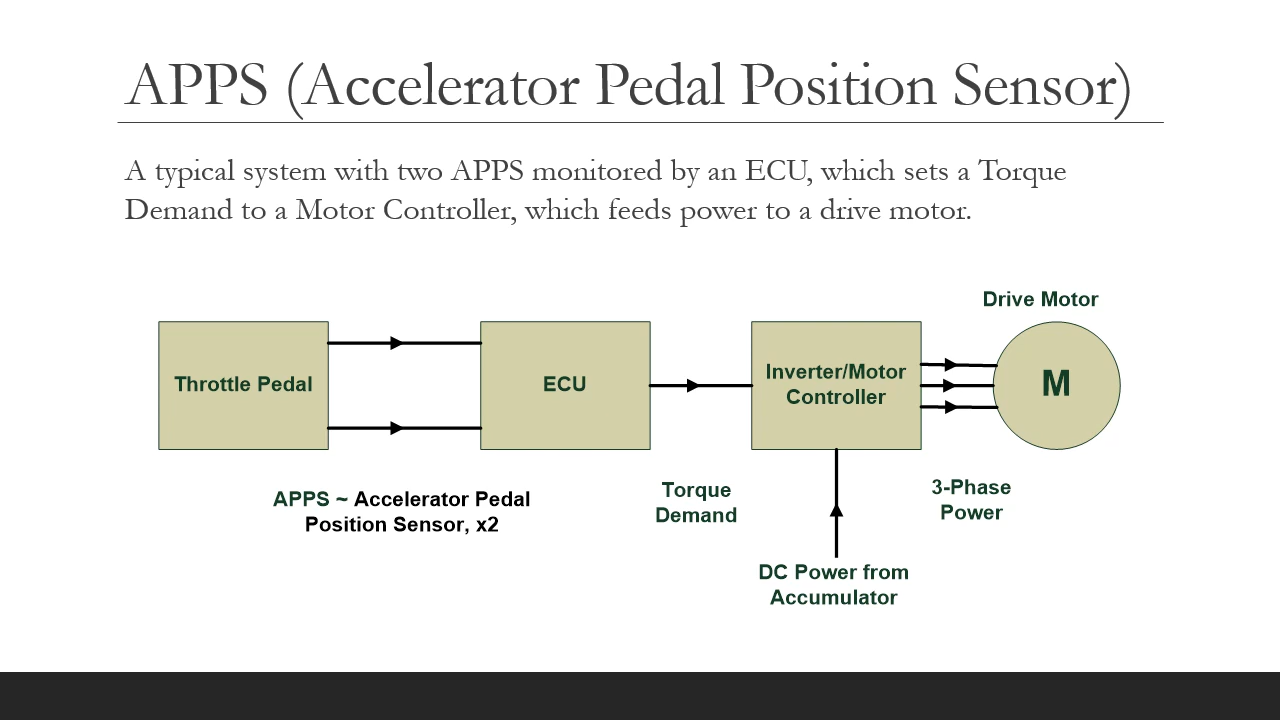 APPS (Accelerator Pedal Position Sensor)
A typical system with two APPS monitored by an ECU, which sets a Torque
Demand to a Motor Controller, which feeds power to a drive motor.
Drive Motor
Throttle Pedal
ECU
Inverter/Motor
Controller
M
APPS ~ Accelerator Pedal
Position Sensor, x2
Torque
Demand
3-Phase
Power
DC Power from
Accumulator